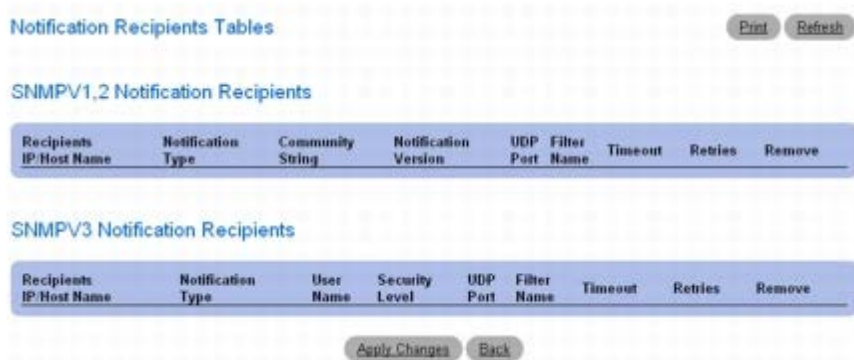 Notification Recipients Tables
Print Refresh
SNMPV1,2 Notification Recipients
Recipients IP/Host Name Notification Type Community String Notification Version UDP Port Filter Name Timeout Retries Remove
SNMPV3 Notification Recipients
Recipients IP/Host Name Notification Type User Name Security Level UDP Port Filter Name Timeout Retries Remove
Apply Changes Back